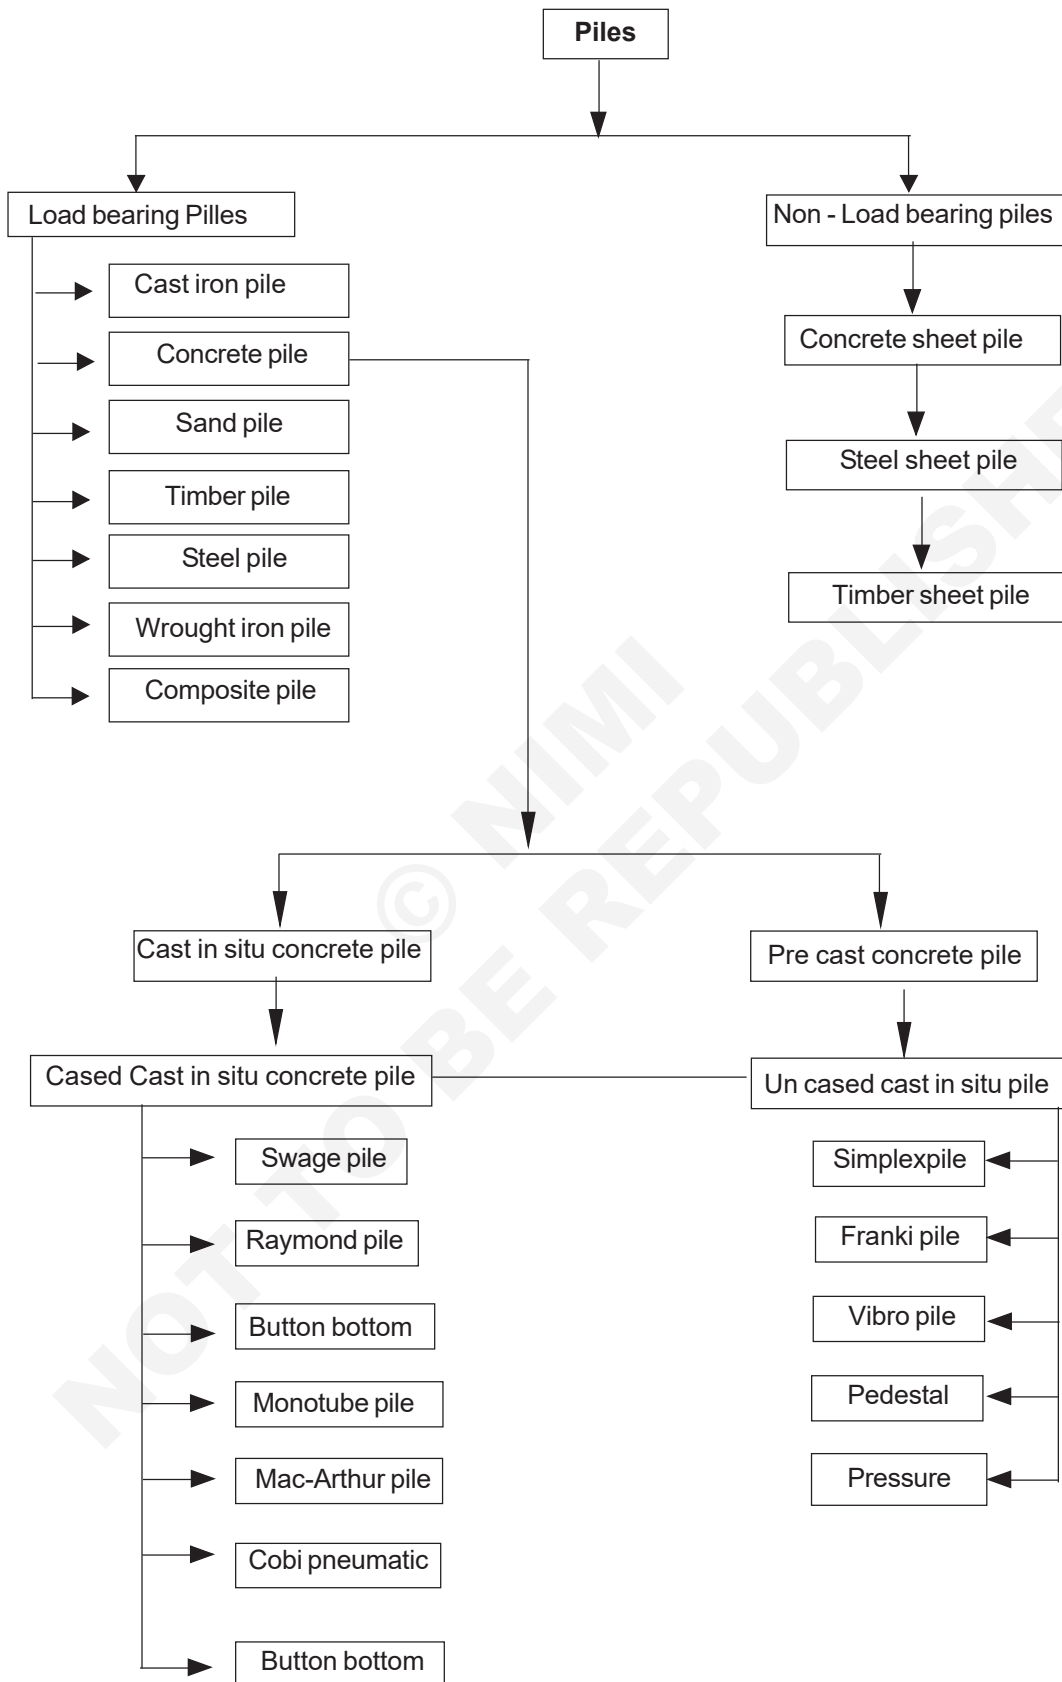 Piles
Load bearing Pilles
Non - Load bearing piles
Cast iron pile
Concrete pile
Sand pile
Timber pile
Steel pile
Wrought iron pile
Composite pile
Concrete sheet pile
Steel sheet pile
Timber sheet pile
Cast in situ concrete pile
Pre cast concrete pile
Cased Cast in situ concrete pile
Un cased cast in situ pile
Swage pile
Raymond pile
Button bottom
Monotube pile
Mac-Arthur pile
Cobi pneumatic
Button bottom
Simplexpile
Franki pile
Vibro pile
Pedestal
Pressure
© NIMI
NOT TO BE REPUBLISHE